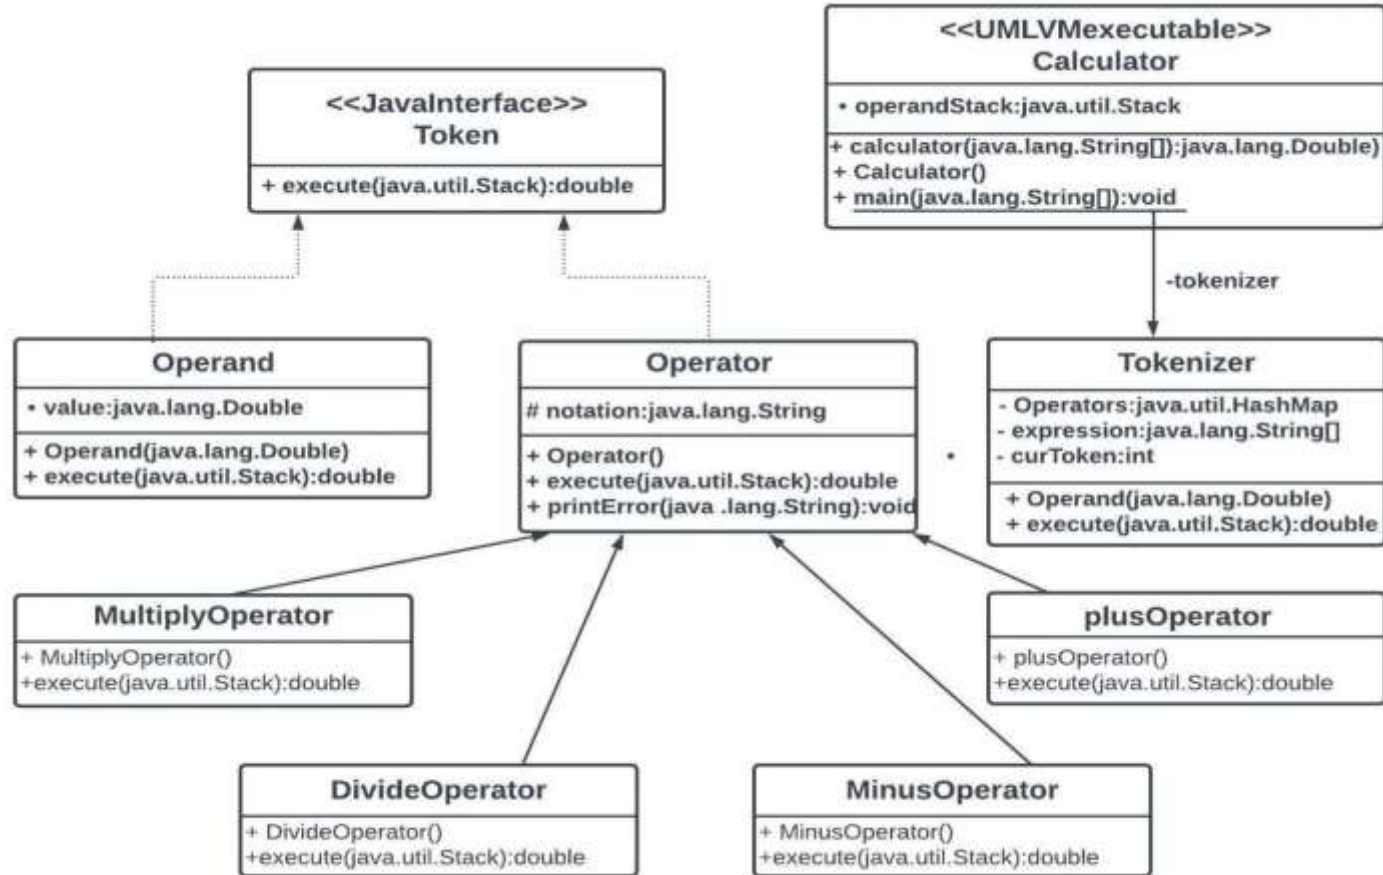 <<JavaInterface>>
Token
+ execute(java.util.Stack):double
<<UMLVMexecutable>>
Calculator
• operandStack:java.util.Stack
+ calculator(java.lang.String[]):java.lang.Double)
+ Calculator()
+ main(java.lang.String[]):void
-tokenizer
Operand
• value:java.lang.Double
+ Operand(java.lang.Double)
+ execute(java.util.Stack):double
Operator
# notation:java.lang.String
+ Operator()
+ execute(java.util.Stack):double
+ printError(java .lang.String):void
•
Tokenizer
- Operators:java.util.HashMap
- expression:java.lang.String[]
- curToken:int
+ Operand(java.lang.Double)
+ execute(java.util.Stack):double
MultiplyOperator
+ MultiplyOperator()
+execute(java.util.Stack):double
plusOperator
+ plusOperator()
+execute(java.util.Stack):double
DivideOperator
+ DivideOperator()
+execute(java.util.Stack):double
MinusOperator
+ MinusOperator()
+execute(java.util.Stack):double